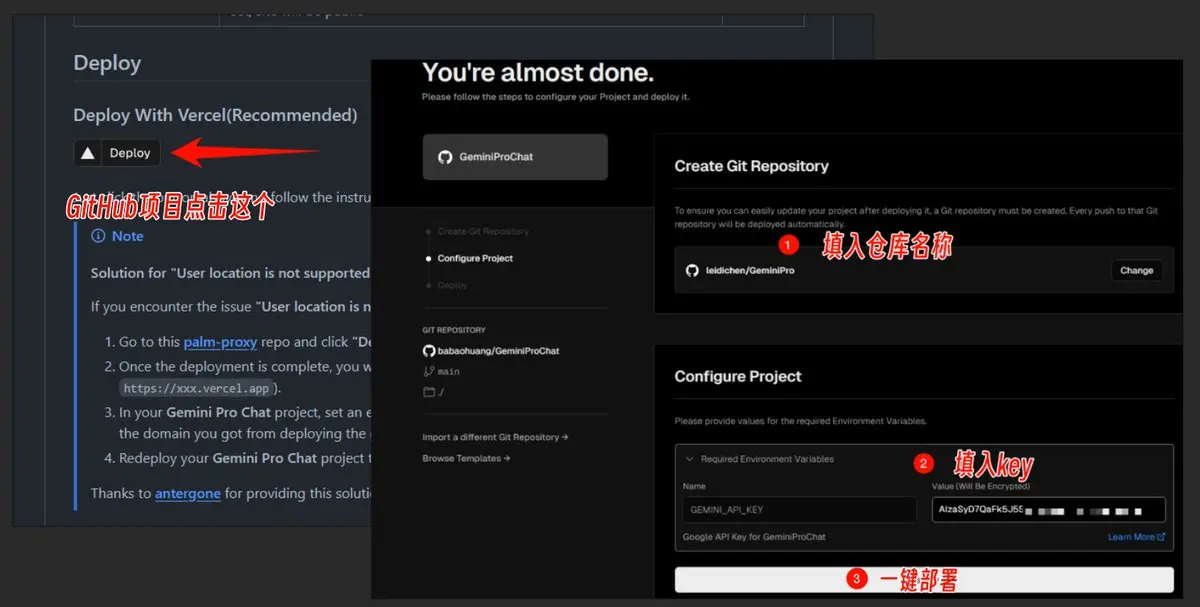 Deploy
Deploy With Vercel(Recommended)
Deploy
GitHub项目点击这个
follow the instru
Note
Solution for "User location is not supported
If you encounter the issue "User location is n
1. Go to this palm-proxy repo and click "De
2. Once the deployment is complete, you w
https://xxx.vercel.app ).
3. In your Gemini Pro Chat project, set an e
the domain you got from deploying the
4. Redeploy your Gemini Pro Chat project t
Thanks to antergone for providing this soluti
You're almost done.
Please follow the steps to configure your Project and deploy it.
GeminiProChat
Create Git Repository
Configure Project
Deploy
GIT REPOSITORY
babaohuang/GeminiProChat
main
./
Import a different Git Repository →
Browse Templates →
Create Git Repository
To ensure you can easily update your project after deploying it, a Git repository must be created. Every push to that Git
repository will be deployed automatically.
1 填入仓库名称
leidichen/GeminiPro
Change
Configure Project
Please provide values for the required Environment Variables.
Required Environment Variables
2 填入key
Name
Value (Will Be Encrypted)
GEMINI_API_KEY
AIzaSyD7QaFk5J5S
Google API Key for GeminiProChat
Learn More
3 一键部署